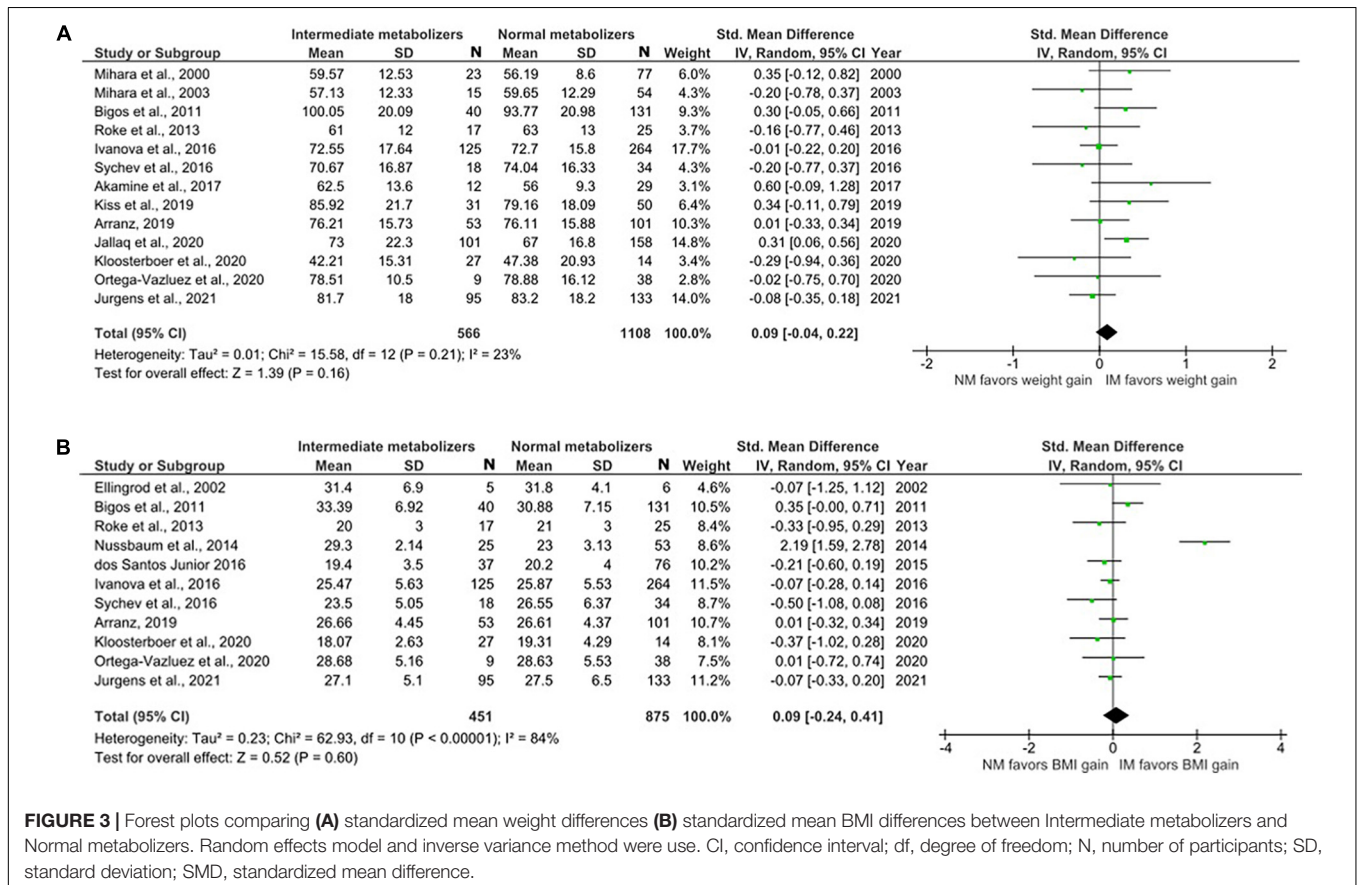 A
Intermediate metabolizers Normal metabolizers Std. Mean Difference Std. Mean Difference
Study or Subgroup Mean SD N Mean SD N Weight IV, Random, 95% CI Year IV, Random, 95% CI
Mihara et al., 2000 59.57 12.53 23 56.19 8.6 77 6.0% 0.35 [-0.12, 0.82] 2000
Mihara et al., 2003 57.13 12.33 15 59.65 12.29 54 4.3% -0.20 [-0.78, 0.37] 2003
Bigos et al., 2011 100.05 20.09 40 93.77 20.98 131 9.3% 0.30 [-0.05, 0.66] 2011
Roke et al., 2013 61 12 17 63 13 25 3.7% -0.16 [-0.77, 0.46] 2013
Ivanova et al., 2016 72.55 17.64 125 72.7 15.8 264 17.7% -0.01 [-0.22, 0.20] 2016
Sychev et al., 2016 70.67 16.87 18 74.04 16.33 34 4.3% -0.20 [-0.77, 0.37] 2016
Akamine et al., 2017 62.5 13.6 12 56 9.3 29 3.1% 0.60 [-0.09, 1.28] 2017
Kiss et al., 2019 85.92 21.7 31 79.16 18.09 50 6.4% 0.34 [-0.11, 0.79] 2019
Arranz, 2019 76.21 15.73 53 76.11 15.88 101 10.3% 0.01 [-0.33, 0.34] 2019
Jallaq et al., 2020 73 22.3 101 67 16.8 158 14.8% 0.31 [0.06, 0.56] 2020
Kloosterboer et al., 2020 42.21 15.31 27 47.38 20.93 14 3.4% -0.29 [-0.94, 0.36] 2020
Ortega-Vazluez et al., 2020 78.51 10.5 9 78.88 16.12 38 2.8% -0.02 [-0.75, 0.70] 2020
Jurgens et al., 2021 81.7 18 95 83.2 18.2 133 14.0% -0.08 [-0.35, 0.18] 2021
Total (95% CI) 566 1108 100.0% 0.09 [-0.04, 0.22]
Heterogeneity: Tau² = 0.01; Chi² = 15.58, df = 12 (P = 0.21); I² = 23%
Test for overall effect: Z = 1.39 (P = 0.16)
-2 -1 0 1 2
NM favors weight gain IM favors weight gain
B
Intermediate metabolizers Normal metabolizers Std. Mean Difference Std. Mean Difference
Study or Subgroup Mean SD N Mean SD N Weight IV, Random, 95% CI Year IV, Random, 95% CI
Ellingrod et al., 2002 31.4 6.9 5 31.8 4.1 6 4.6% -0.07 [-1.25, 1.12] 2002
Bigos et al., 2011 33.39 6.92 40 30.88 7.15 131 10.5% 0.35 [-0.00, 0.71] 2011
Roke et al., 2013 20 3 17 21 3 25 8.4% -0.33 [-0.95, 0.29] 2013
Nussbaum et al., 2014 29.3 2.14 25 23 3.13 53 8.6% 2.19 [1.59, 2.78] 2014
dos Santos Junior 2016 19.4 3.5 37 20.2 4 76 10.2% -0.21 [-0.60, 0.19] 2015
Ivanova et al., 2016 25.47 5.63 125 25.87 5.53 264 11.5% -0.07 [-0.28, 0.14] 2016
Sychev et al., 2016 23.5 5.05 18 26.55 6.37 34 8.7% -0.50 [-1.08, 0.08] 2016
Arranz, 2019 26.66 4.45 53 26.61 4.37 101 10.7% 0.01 [-0.32, 0.34] 2019
Kloosterboer et al., 2020 18.07 2.63 27 19.31 4.29 14 8.1% -0.37 [-1.02, 0.28] 2020
Ortega-Vazluez et al., 2020 28.68 5.16 9 28.63 5.53 38 7.5% 0.01 [-0.72, 0.74] 2020
Jurgens et al., 2021 27.1 5.1 95 27.5 6.5 133 11.2% -0.07 [-0.33, 0.20] 2021
Total (95% CI) 451 875 100.0% 0.09 [-0.24, 0.41]
Heterogeneity: Tau² = 0.23; Chi² = 62.93, df = 10 (P < 0.00001); I² = 84%
Test for overall effect: Z = 0.52 (P = 0.60)
-4 -2 0 2 4
NM favors BMI gain IM favors BMI gain
FIGURE 3 | Forest plots comparing (A) standardized mean weight differences (B) standardized mean BMI differences between Intermediate metabolizers and
Normal metabolizers. Random effects model and inverse variance method were use. CI, confidence interval; df, degree of freedom; N, number of participants; SD,
standard deviation; SMD, standardized mean difference.